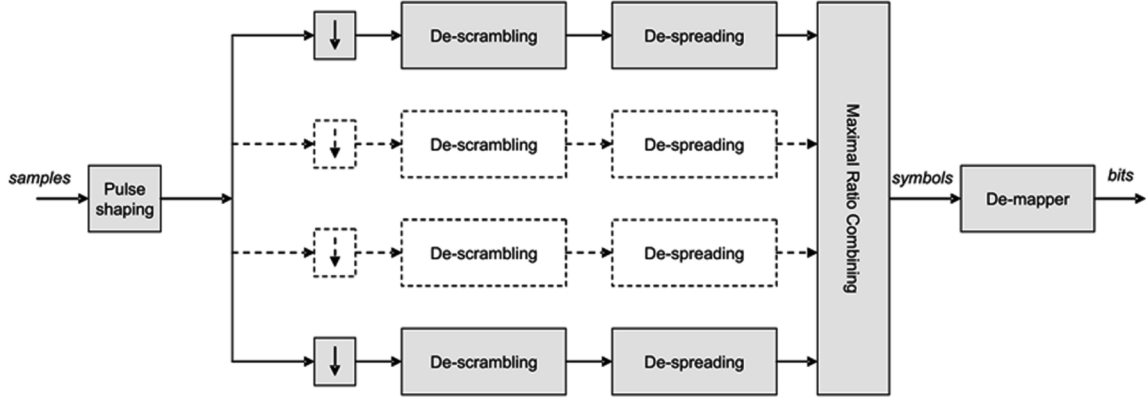 De-scrambling
De-spreading
De-scrambling
De-spreading
samples
Pulse
shaping
Maximal Ratio Combining
symbols
De-mapper
bits
De-scrambling
De-spreading
De-scrambling
De-spreading